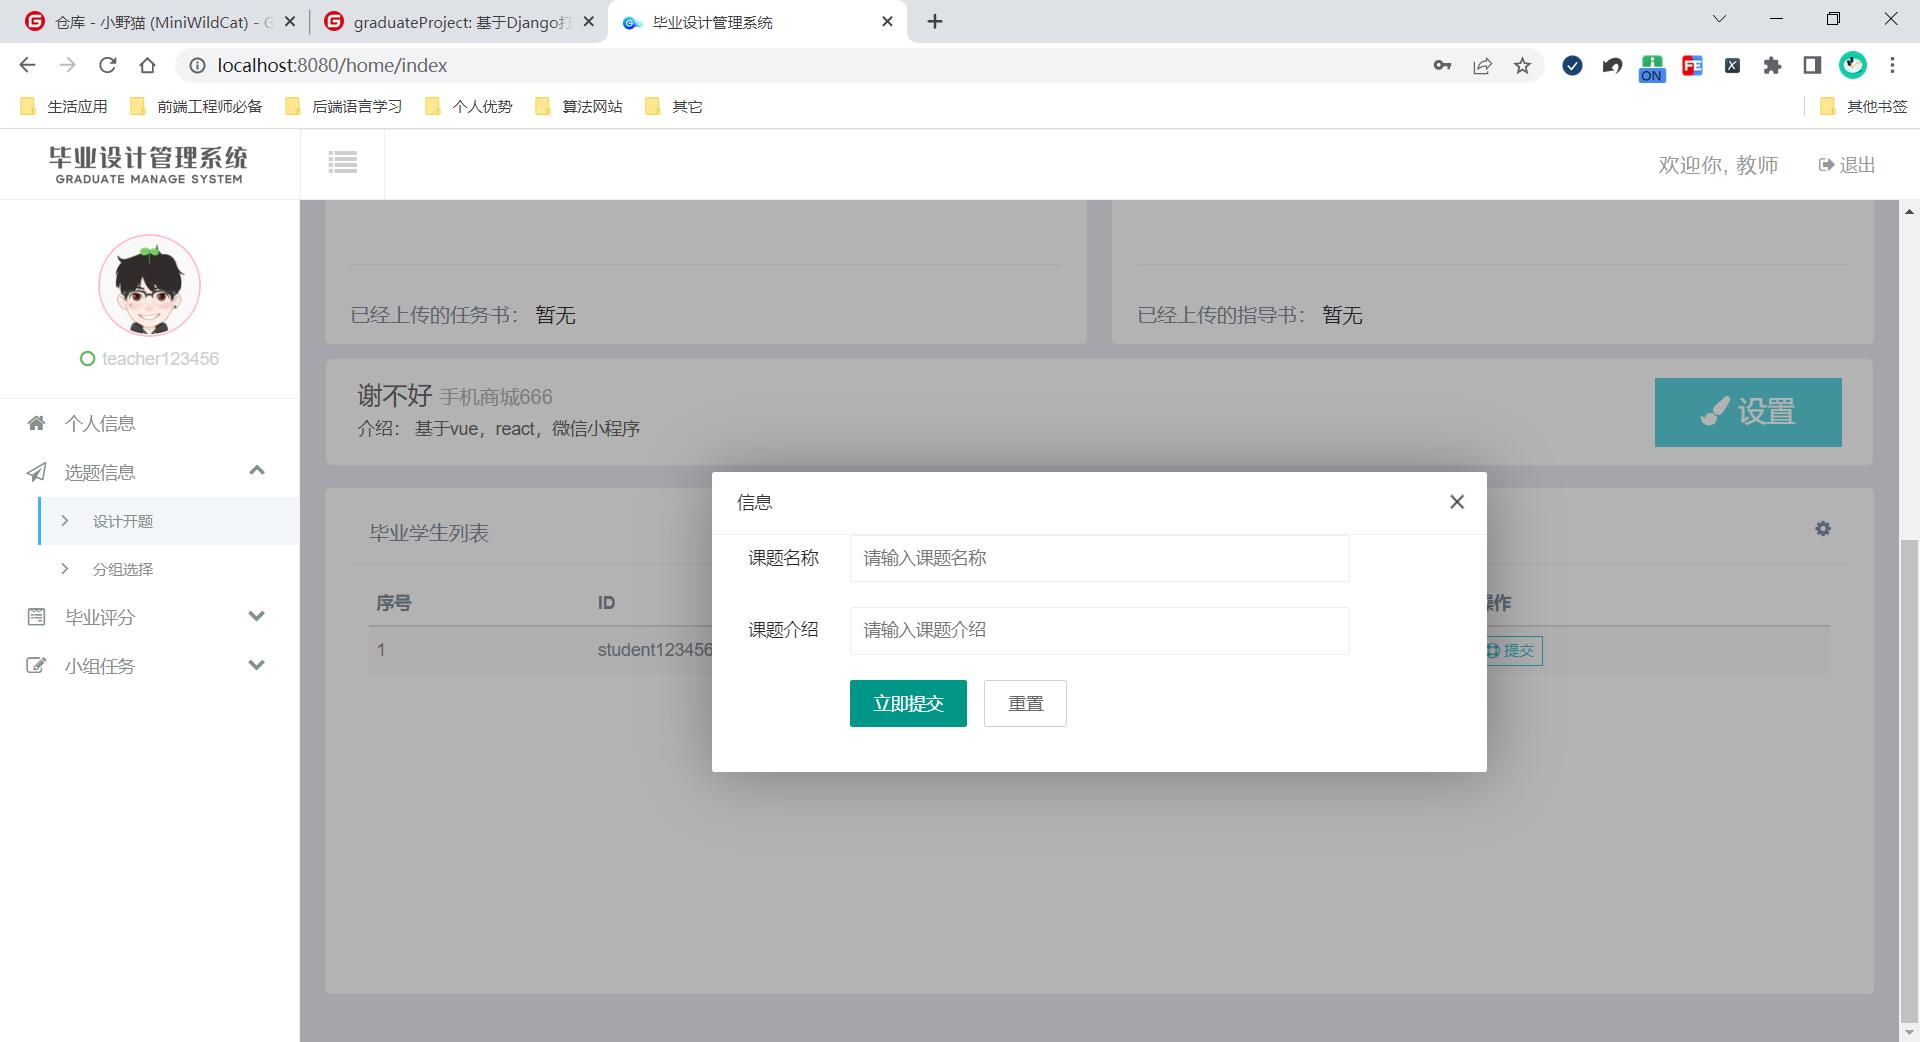 仓库 - 小野猫 (MiniWildCat) - G
graduateProject: 基于Django打
毕业设计管理系统
localhost:8080/home/index
ON
FE
X
生活应用
前端工程师必备
后端语言学习
个人优势
算法网站
其它
其他书签
毕业设计管理系统
GRADUATE MANAGE SYSTEM
欢迎你, 教师
退出
teacher123456
个人信息
选题信息
设计开题
分组选择
毕业评分
小组任务
已经上传的任务书： 暂无
已经上传的指导书： 暂无
谢不好 手机商城666
介绍： 基于vue，react，微信小程序
设置
毕业学生列表
序号 ID 操作
1 student123456 提交
信息
课题名称 请输入课题名称
课题介绍 请输入课题介绍
立即提交 重置